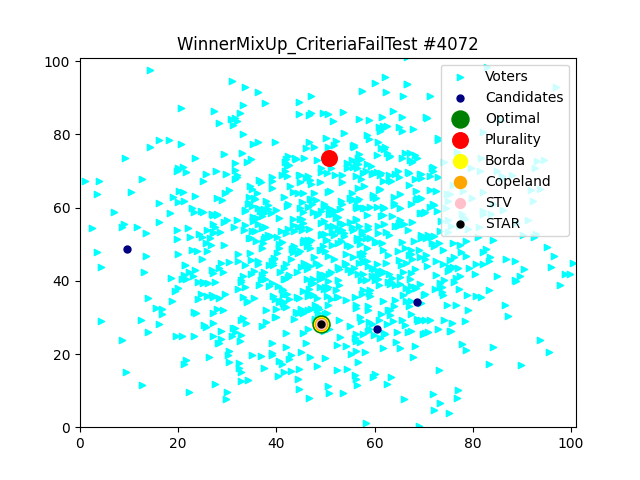 WinnerMixUp_CriteriaFailTest #4072
Voters
Candidates
Optimal
Plurality
Borda
Copeland
STV
STAR
100
80
60
40
20
0
0 20 40 60 80 100